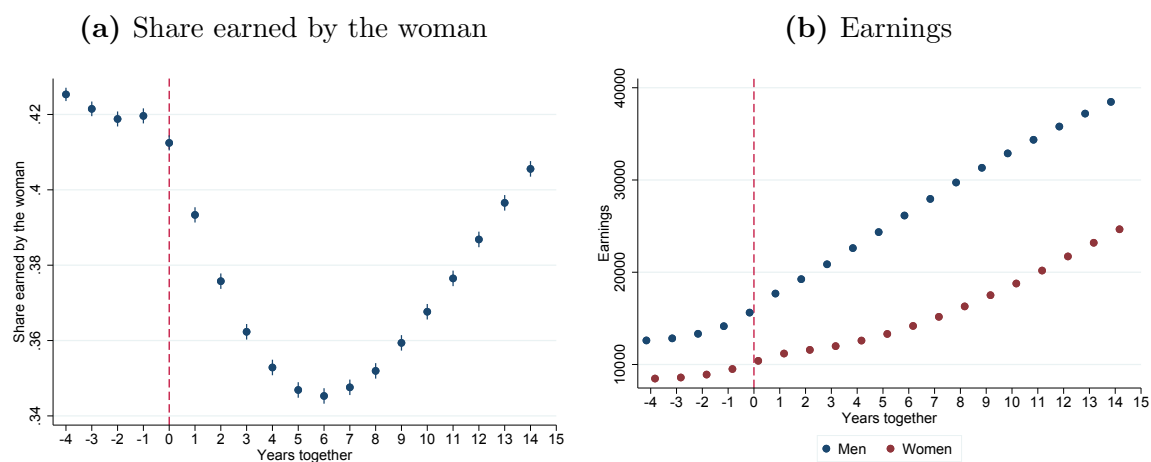 (a) Share earned by the woman
Share earned by the woman
.42
.4
.38
.36
.34
-4 -3 -2 -1 0 1 2 3 4 5 6 7 8 9 10 11 12 13 14 15
Years together
(b) Earnings
Earnings
40000
30000
20000
10000
-4 -3 -2 -1 0 1 2 3 4 5 6 7 8 9 10 11 12 13 14 15
Years together
Men Women